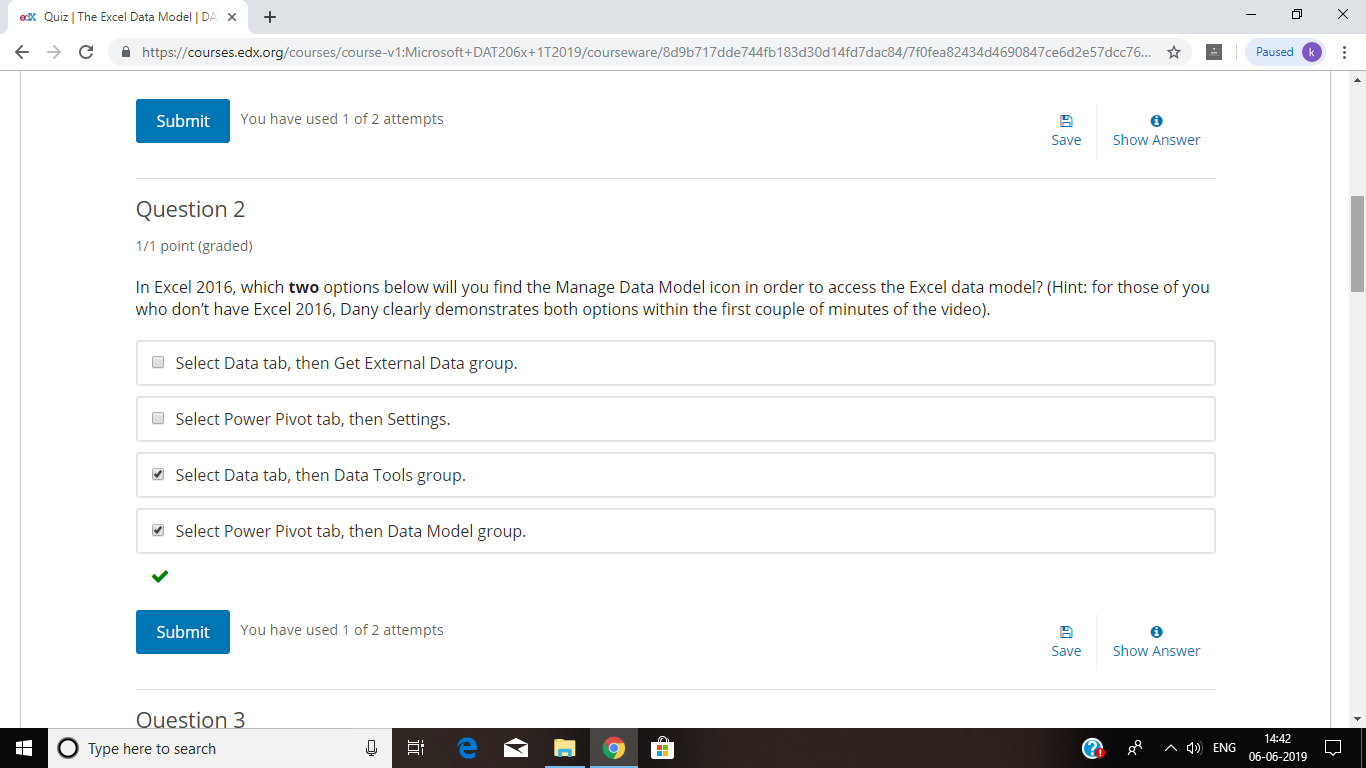 edX Quiz | The Excel Data Model | DA
https://courses.edx.org/courses/course-v1:Microsoft+DAT206x+1T2019/courseware/8d9b717dde744fb183d30d14fd7dac84/7f0fea82434d4690847ce6d2e57dcc76...
Paused k
Submit You have used 1 of 2 attempts
Save Show Answer
Question 2
1/1 point (graded)
In Excel 2016, which two options below will you find the Manage Data Model icon in order to access the Excel data model? (Hint: for those of you
who don’t have Excel 2016, Dany clearly demonstrates both options within the first couple of minutes of the video).
Select Data tab, then Get External Data group.
Select Power Pivot tab, then Settings.
Select Data tab, then Data Tools group.
Select Power Pivot tab, then Data Model group.
Submit You have used 1 of 2 attempts
Save Show Answer
Question 3
Type here to search
ENG
14:42
06-06-2019